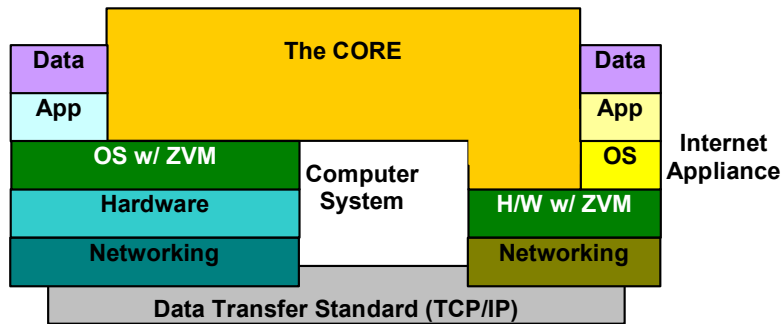 The CORE
Data
Data
App
App
OS w/ ZVM
OS
Internet
Appliance
Computer
System
Hardware
H/W w/ ZVM
Networking
Networking
Data Transfer Standard (TCP/IP)